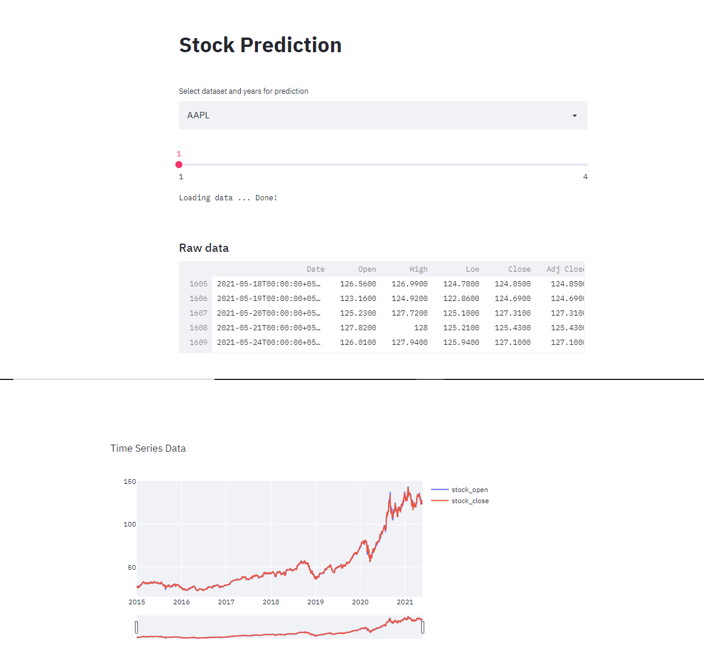 Stock Prediction
Select dataset and years for prediction
AAPL
1
1 4
Loading data ... Done!
Raw data
Date Open High Low Close Adj Close
1605 2021-05-18T00:00:00+05… 126.5600 126.9900 124.7800 124.8500 124.8500
1606 2021-05-19T00:00:00+05… 123.1600 124.9200 122.8600 124.6900 124.6900
1607 2021-05-20T00:00:00+05… 125.2300 127.7200 125.1000 127.3100 127.3100
1608 2021-05-21T00:00:00+05… 127.8200 128 125.2100 125.4300 125.4300
1609 2021-05-24T00:00:00+05… 126.0100 127.9400 125.9400 127.1000 127.1000
Time Series Data
150
100
50
2015 2016 2017 2018 2019 2020 2021
stock_open
stock_close